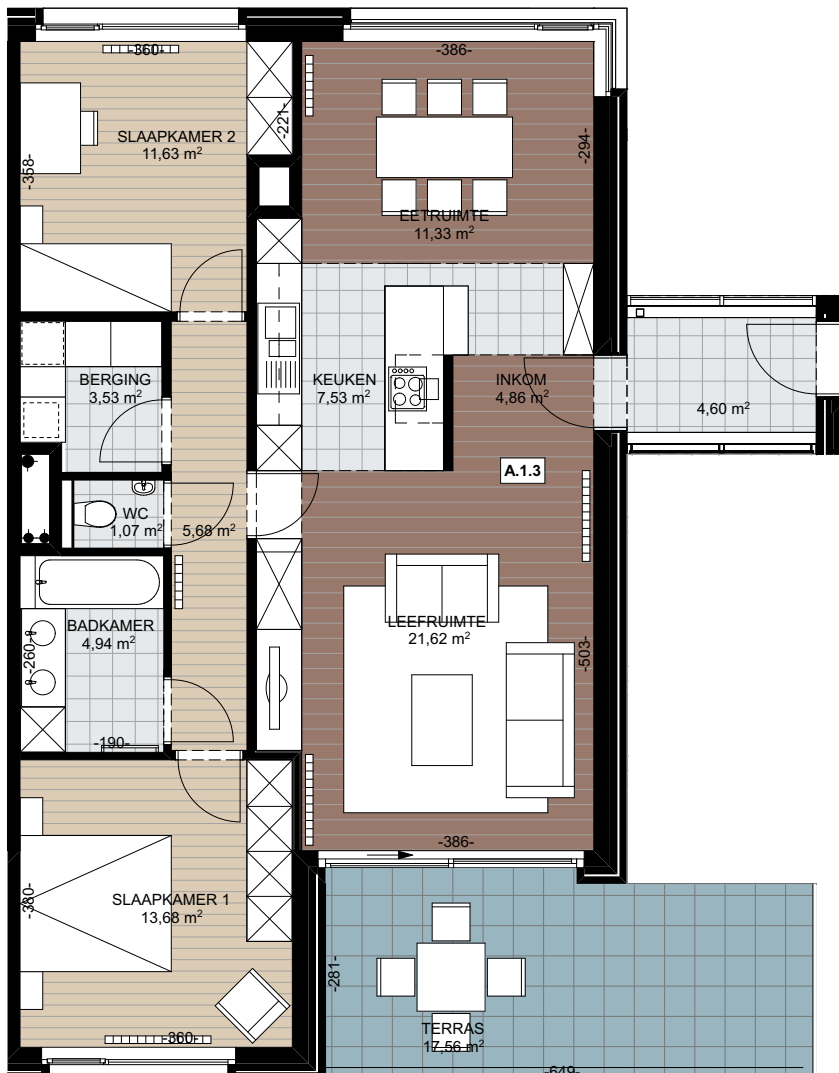 -360-
-386-
-221-
SLAAPKAMER 2
11,63 m²
-294-
-358-
EETRUIMTE
11,33 m²
BERGING
3,53 m²
KEUKEN
7,53 m²
INKOM
4,86 m²
4,60 m²
A.1.3
WC
1,07 m²
5,68 m²
BADKAMER
4,94 m²
LEEFRUIMTE
21,62 m²
-260-
-503-
-190-
-386-
SLAAPKAMER 1
13,68 m²
-380-
-281-
TERRAS
17,56 m²
-360-
-649-